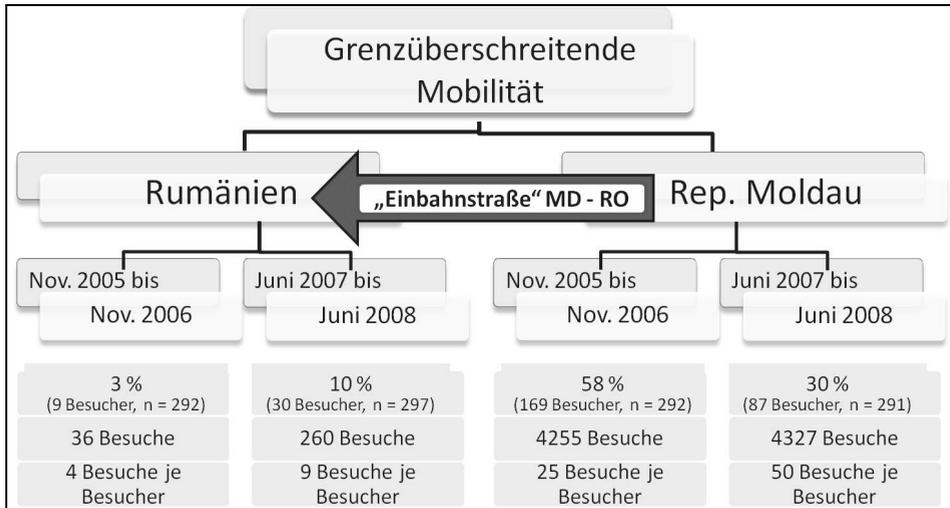 Grenzüberschreitende
Mobilität
Rumänien
„Einbahnstraße“ MD - RO
Rep. Moldau
Nov. 2005 bis
Nov. 2006
Juni 2007 bis
Juni 2008
Nov. 2005 bis
Nov. 2006
Juni 2007 bis
Juni 2008
3 %
(9 Besucher, n = 292)
36 Besuche
4 Besuche je
Besucher
10 %
(30 Besucher, n = 297)
260 Besuche
9 Besuche je
Besucher
58 %
(169 Besucher, n = 292)
4255 Besuche
25 Besuche je
Besucher
30 %
(87 Besucher, n = 291)
4327 Besuche
50 Besuche je
Besucher